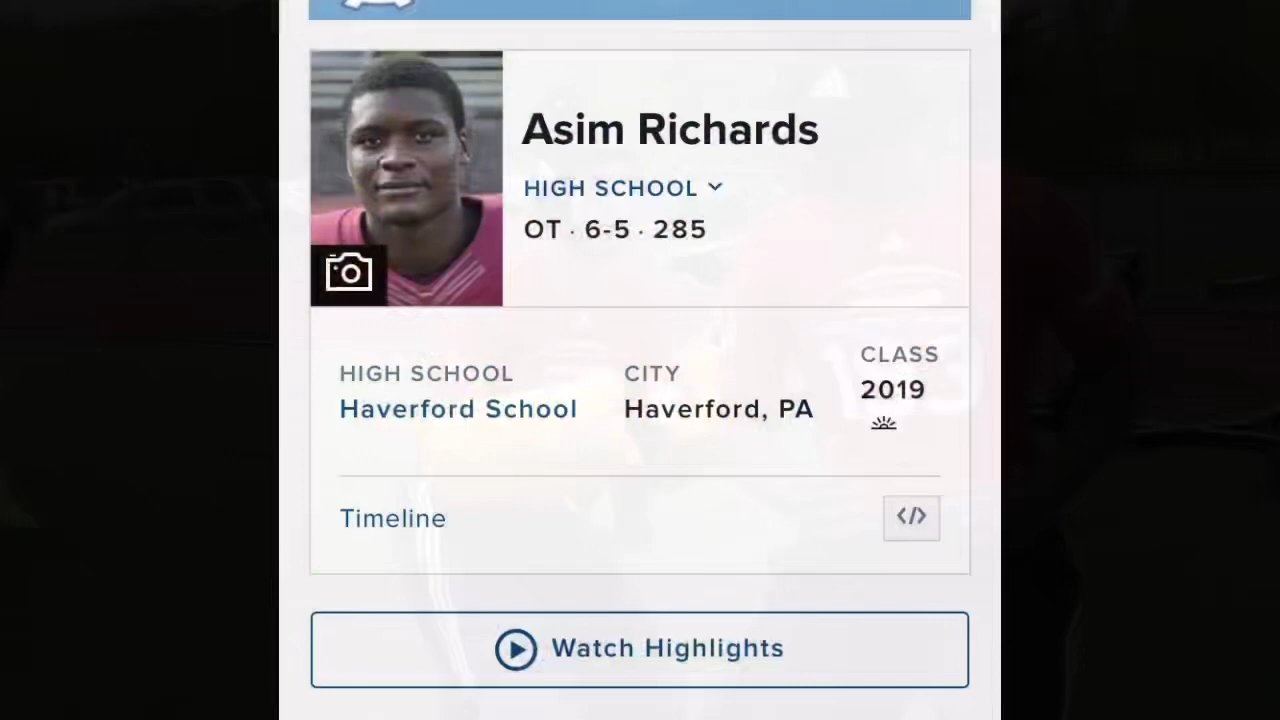 Asim Richards
HIGH SCHOOL
OT · 6-5 · 285
HIGH SCHOOL
Haverford School
CITY
Haverford, PA
CLASS
2019
Timeline
</>
Watch Highlights